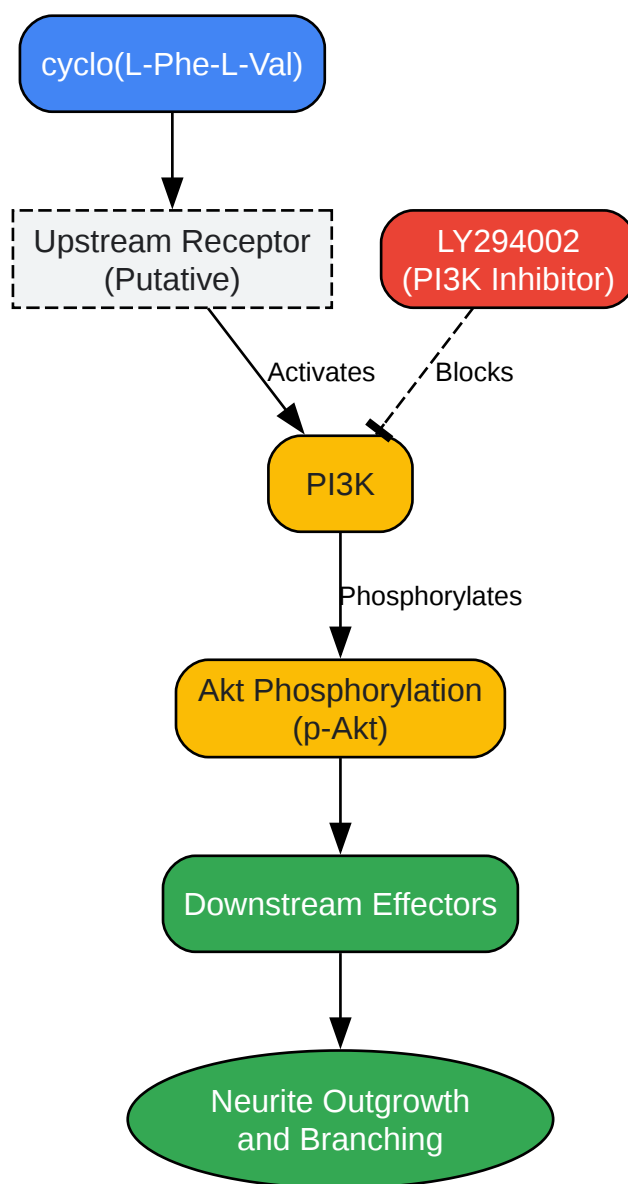 cyclo(L-Phe-L-Val)
Upstream Receptor
(Putative)
LY294002
(PI3K Inhibitor)
Activates
Blocks
PI3K
Phosphorylates
Akt Phosphorylation
(p-Akt)
Downstream Effectors
Neurite Outgrowth
and Branching